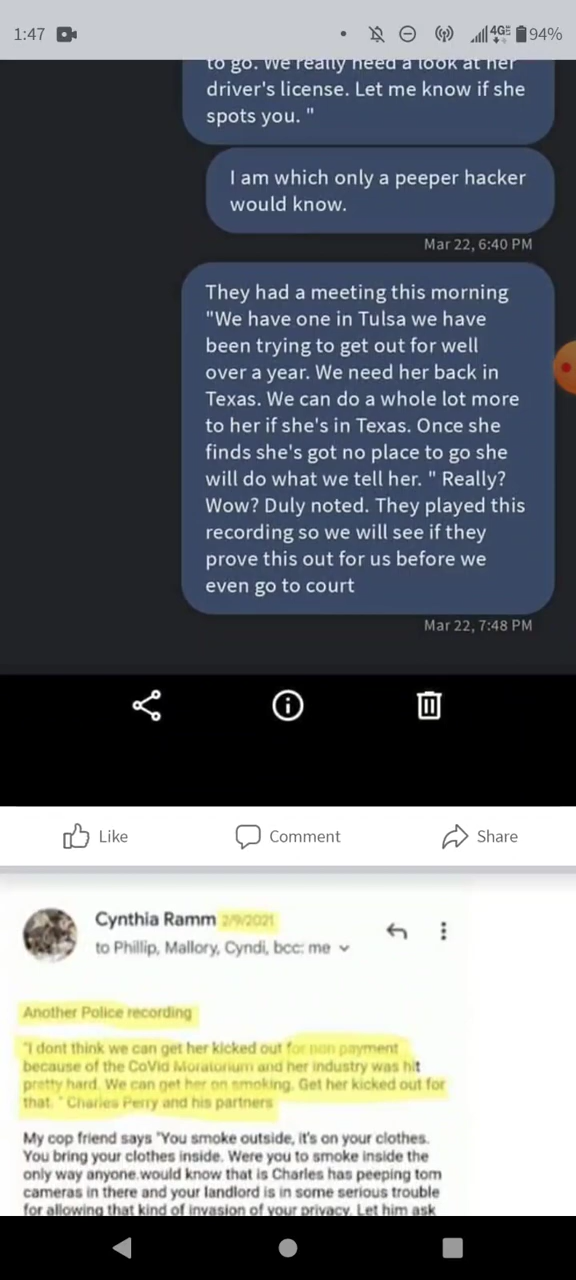 1:47
4GE 94%
to go. We really need a look at her
driver's license. Let me know if she
spots you. "
I am which only a peeper hacker
would know.
Mar 22, 6:40 PM
They had a meeting this morning
"We have one in Tulsa we have
been trying to get out for well
over a year. We need her back in
Texas. We can do a whole lot more
to her if she's in Texas. Once she
finds she's got no place to go she
will do what we tell her. " Really?
Wow? Duly noted. They played this
recording so we will see if they
prove this out for us before we
even go to court
Mar 22, 7:48 PM
Like
Comment
Share
Cynthia Ramm 2/9/2021
to Phillip, Mallory, Cyndi, bcc: me
Another Police recording
"I dont think we can get her kicked out for non payment
because of the CoVid Moratorium and her industry was hit
pretty hard. We can get her on smoking. Get her kicked out for
that. " Charles Perry and his partners
My cop friend says "You smoke outside, it's on your clothes.
You bring your clothes inside. Were you to smoke inside the
only way anyone.would know that is Charles has peeping tom
cameras in there and your landlord is in some serious trouble
for allowing that kind of invasion of your privacy. Let him ask